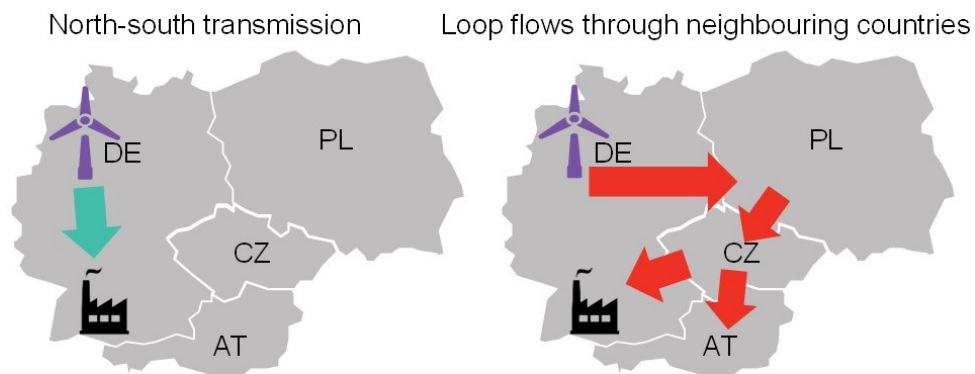 North-south transmission
Loop flows through neighbouring countries
DE
PL
CZ
AT
DE
PL
CZ
AT